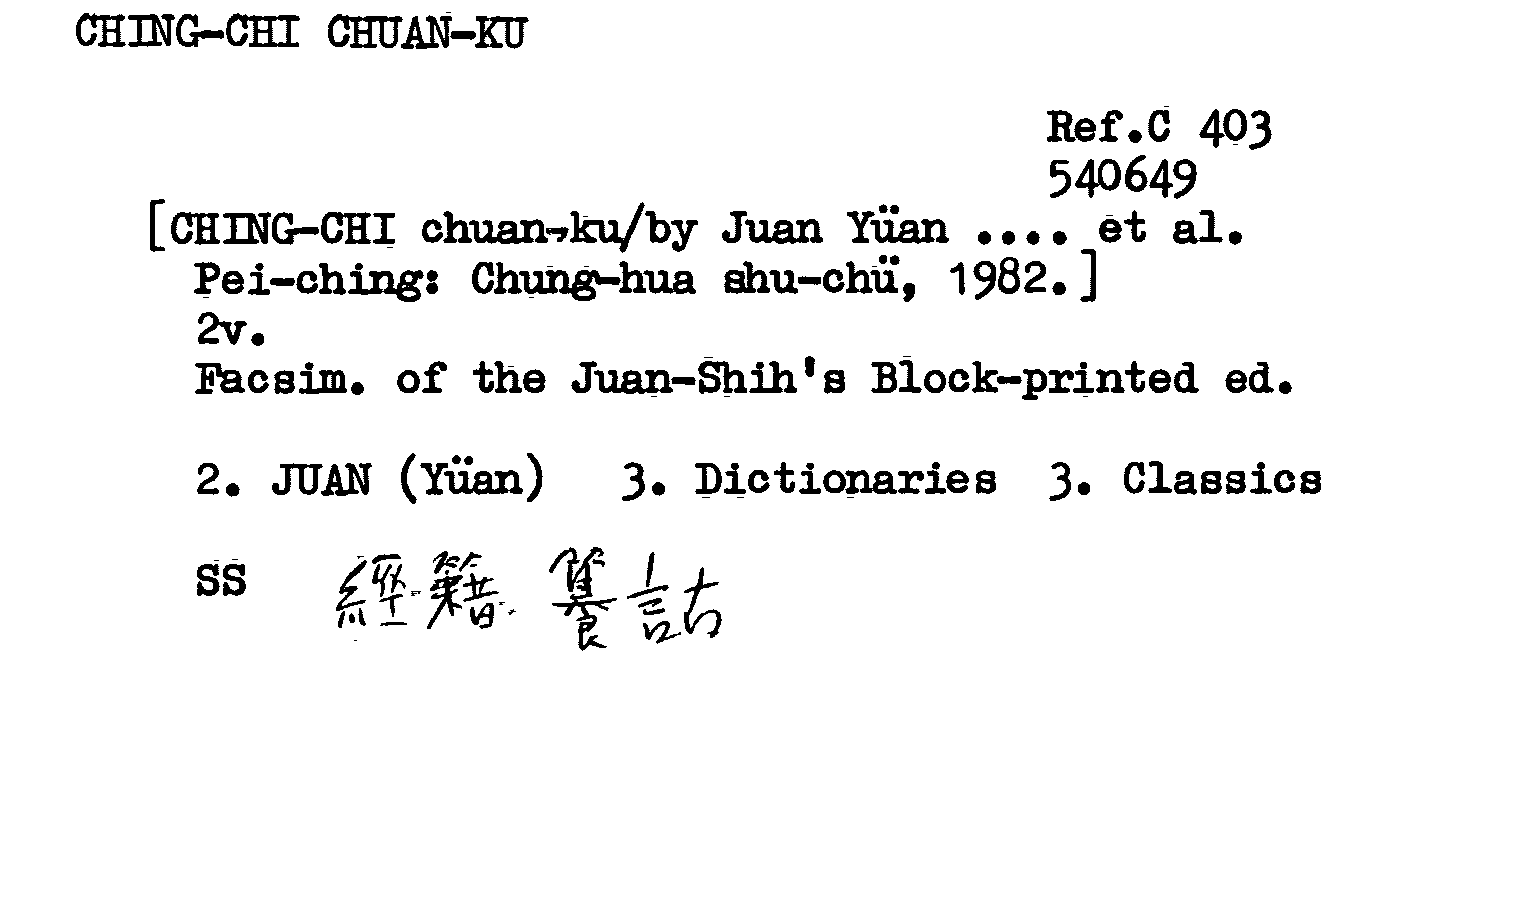 CHING-CHI CHUAN-KU
Ref.C 403
540649
[CHING-CHI chuan-ku/by Juan Yüan .... et al.
Pei-ching: Chung-hua shu-chü, 1982.]
2v.
Facsim. of the Juan-Shih's Block-printed ed.
2. JUAN (Yüan) 3. Dictionaries 3. Classics
SS 經籍籑詁